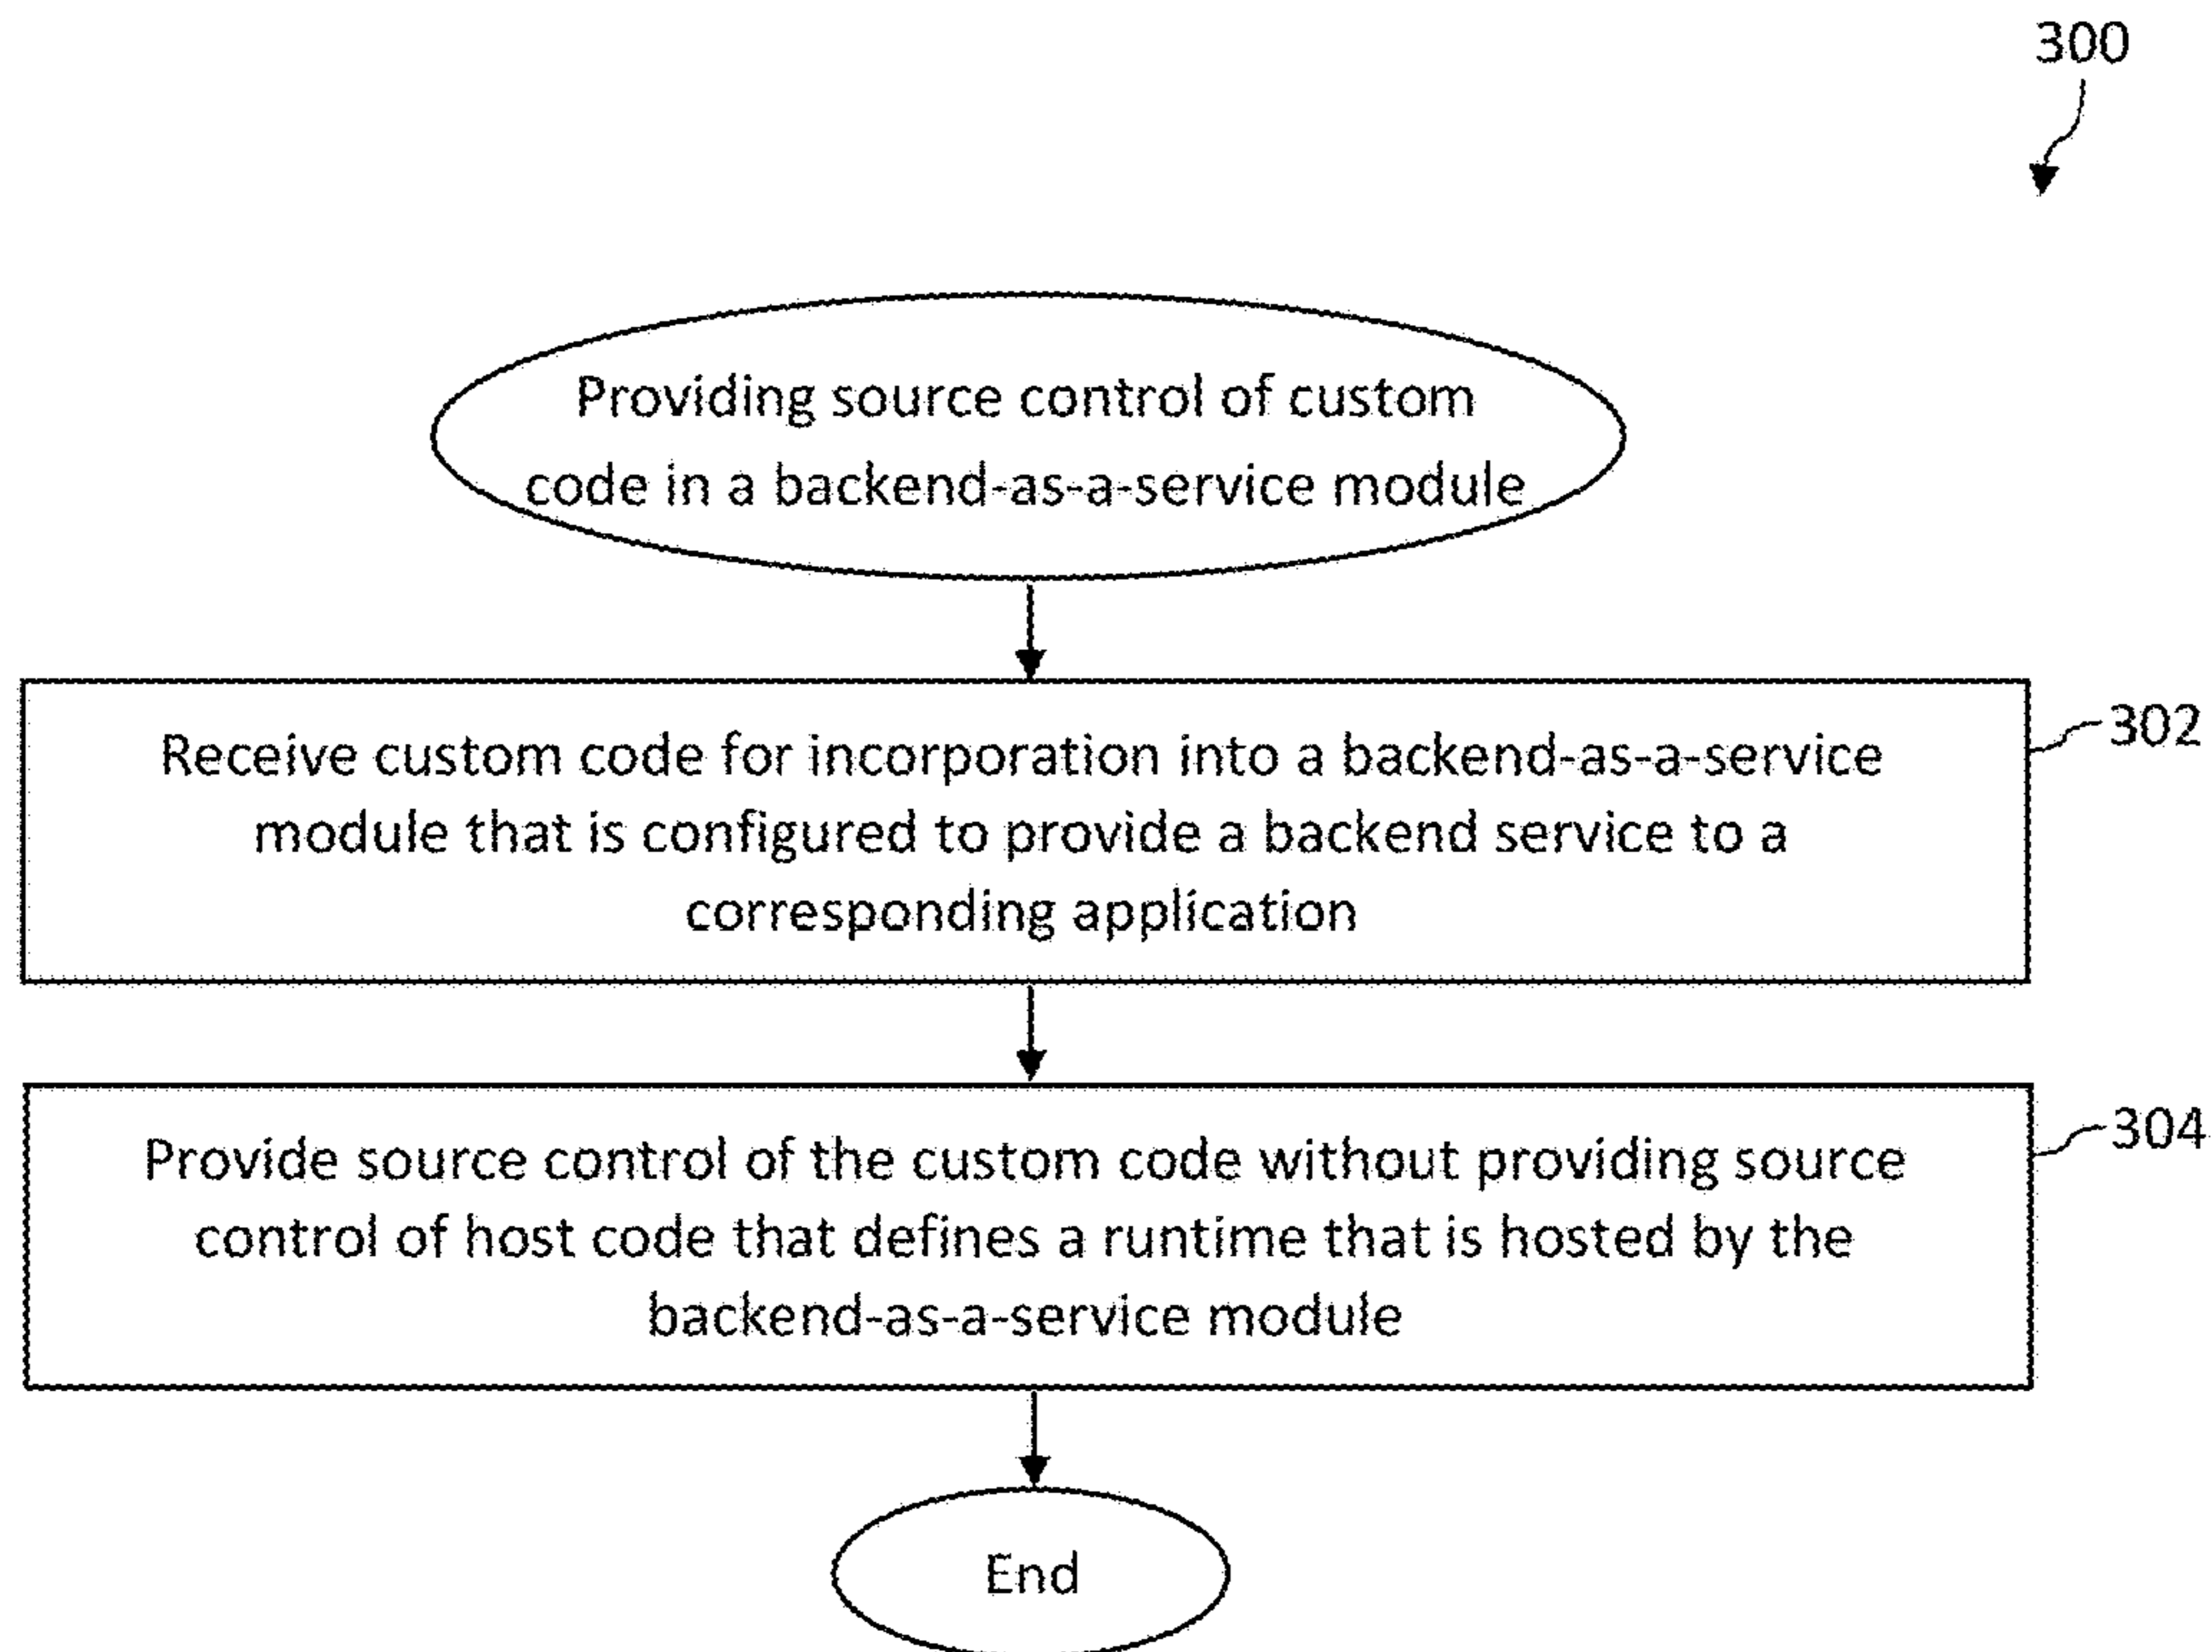 300
Providing source control of custom
code in a backend-as-a-service module
Receive custom code for incorporation into a backend-as-a-service
module that is configured to provide a backend service to a
corresponding application
302
Provide source control of the custom code without providing source
control of host code that defines a runtime that is hosted by the
backend-as-a-service module
304
End